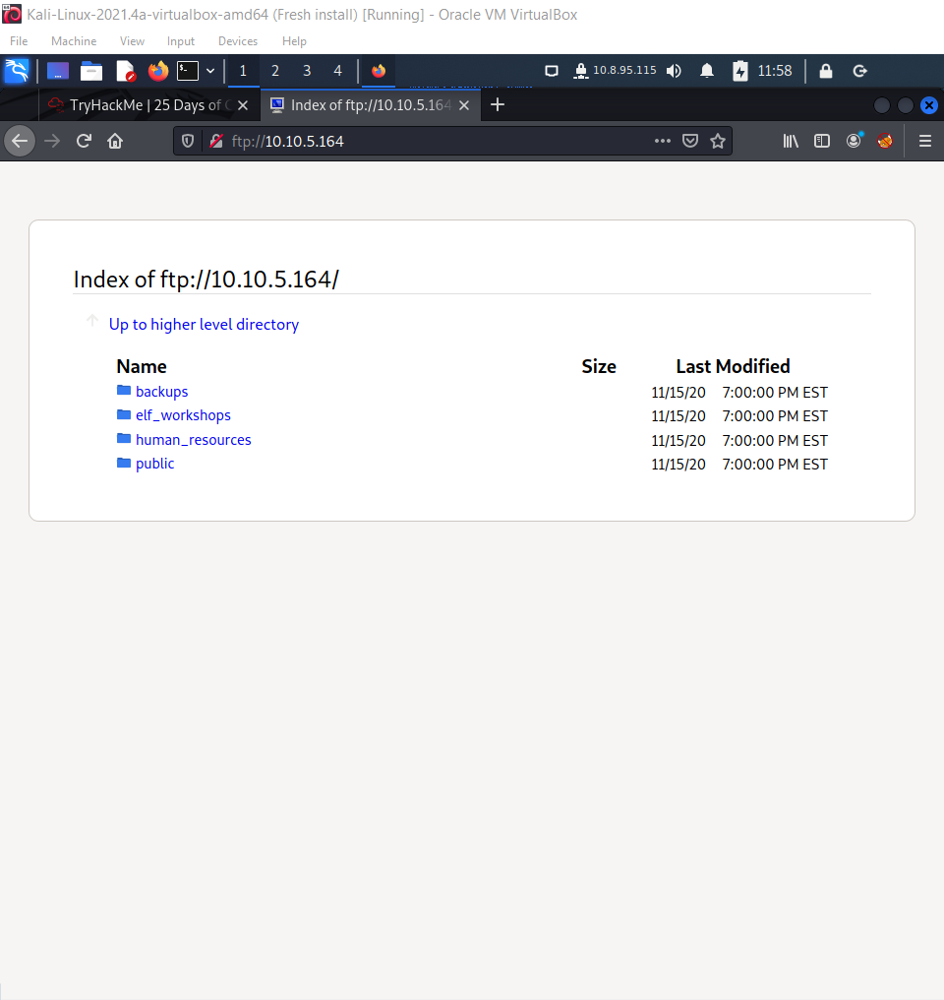 Kali-Linux-2021.4a-virtualbox-amd64 (Fresh install) [Running] - Oracle VM VirtualBox
File Machine View Input Devices Help
1 2 3 4 10.8.95.115 11:58
TryHackMe | 25 Days of C Index of ftp://10.10.5.164
ftp://10.10.5.164
Index of ftp://10.10.5.164/
Up to higher level directory
Name Size Last Modified
backups 11/15/20 7:00:00 PM EST
elf_workshops 11/15/20 7:00:00 PM EST
human_resources 11/15/20 7:00:00 PM EST
public 11/15/20 7:00:00 PM EST